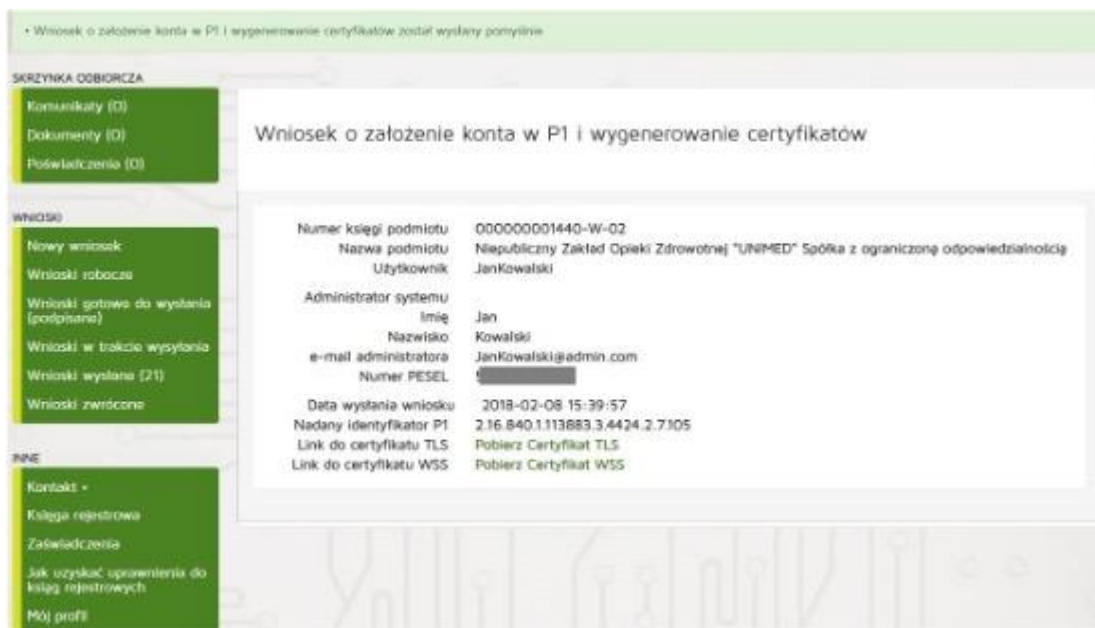 • Wniosek o założenie konta w P1 i wygenerowanie certyfikatów został wysłany pomyślnie
SKRZYNKA ODBIORCZA
Komunikaty (0)
Dokumenty (0)
Poświadczenia (0)
WNIOSKI
Nowy wniosek
Wnioski robocze
Wnioski gotowe do wysłania
(podpisane)
Wnioski w trakcie wysyłania
Wnioski wysłane (21)
Wnioski zwrócone
INNE
Kontakt
Księga rejestrowa
Zaświadczenia
Jak uzyskać uprawnienia do
ksiąg rejestrowych
Mój profil
Wniosek o założenie konta w P1 i wygenerowanie certyfikatów
Numer księgi podmiotu 000000001440-W-02
Nazwa podmiotu Niepubliczny Zakład Opieki Zdrowotnej "UNIMED" Spółka z ograniczoną odpowiedzialnością
Użytkownik JanKowalski
Administrator systemu
Imię Jan
Nazwisko Kowalski
e-mail administratora JanKowalski@admin.com
Numer PESEL
Data wysłania wniosku 2018-02-08 15:39:57
Nadany identyfikator P1 2.16.840.1.113883.3.4424.2.7.105
Link do certyfikatu TLS Pobierz Certyfikat TLS
Link do certyfikatu WSS Pobierz Certyfikat WSS